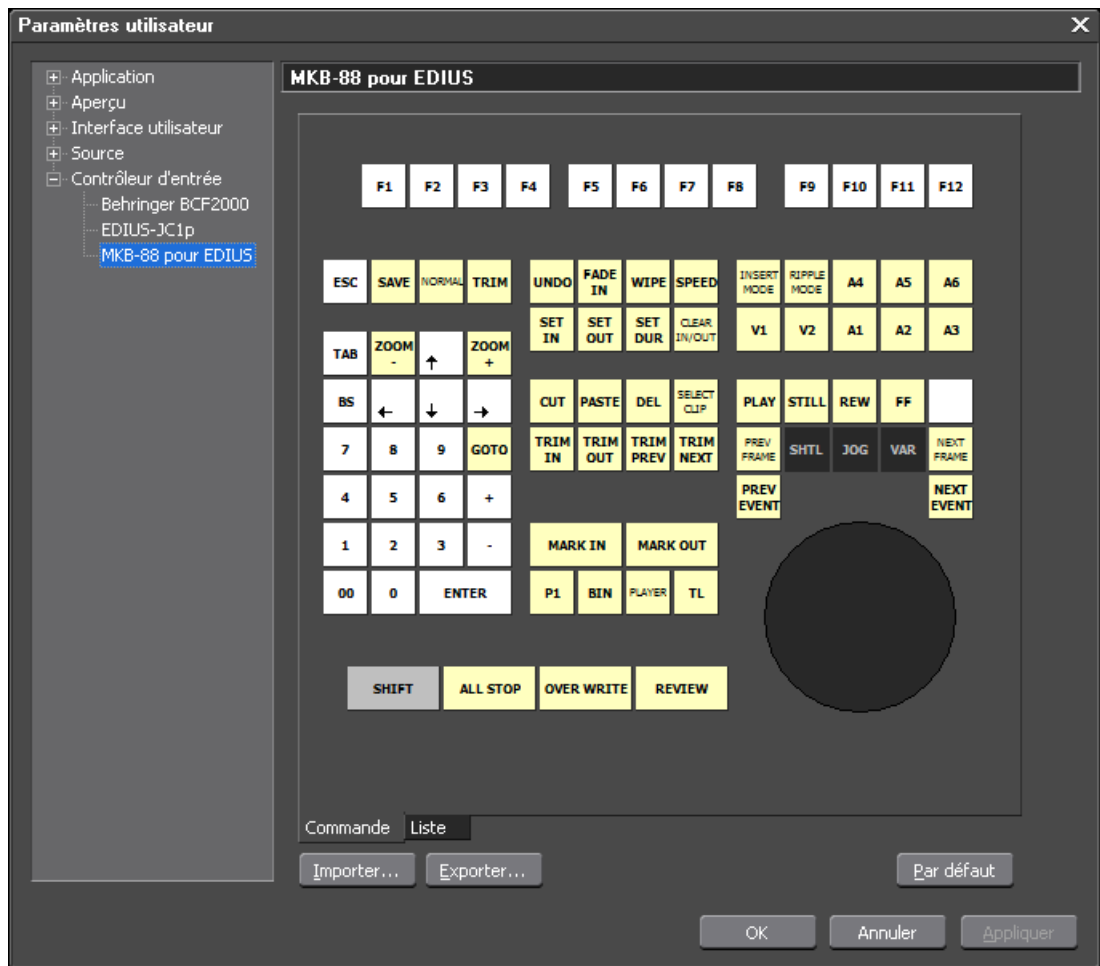 Paramètres utilisateur
X
Application
Aperçu
Interface utilisateur
Source
Contrôleur d'entrée
Behringer BCF2000
EDIUS-JC1p
MKB-88 pour EDIUS
MKB-88 pour EDIUS
F1 F2 F3 F4 F5 F6 F7 F8 F9 F10 F11 F12
ESC SAVE NORMAL TRIM UNDO FADE IN WIPE SPEED INSERT MODE RIPPLE MODE A4 A5 A6
SET IN SET OUT SET DUR CLEAR IN/OUT V1 V2 A1 A2 A3
TAB ZOOM - ↑ ZOOM +
BS ← ↓ → CUT PASTE DEL SELECT CLIP PLAY STILL REW FF
7 8 9 GOTO TRIM IN TRIM OUT TRIM PREV TRIM NEXT PREV FRAME SHTL JOG VAR NEXT FRAME
4 5 6 + PREV EVENT NEXT EVENT
1 2 3 - MARK IN MARK OUT
00 0 ENTER P1 BIN PLAYER TL
SHIFT ALL STOP OVER WRITE REVIEW
Commande Liste
Importer... Exporter... Par défaut
OK Annuler Appliquer